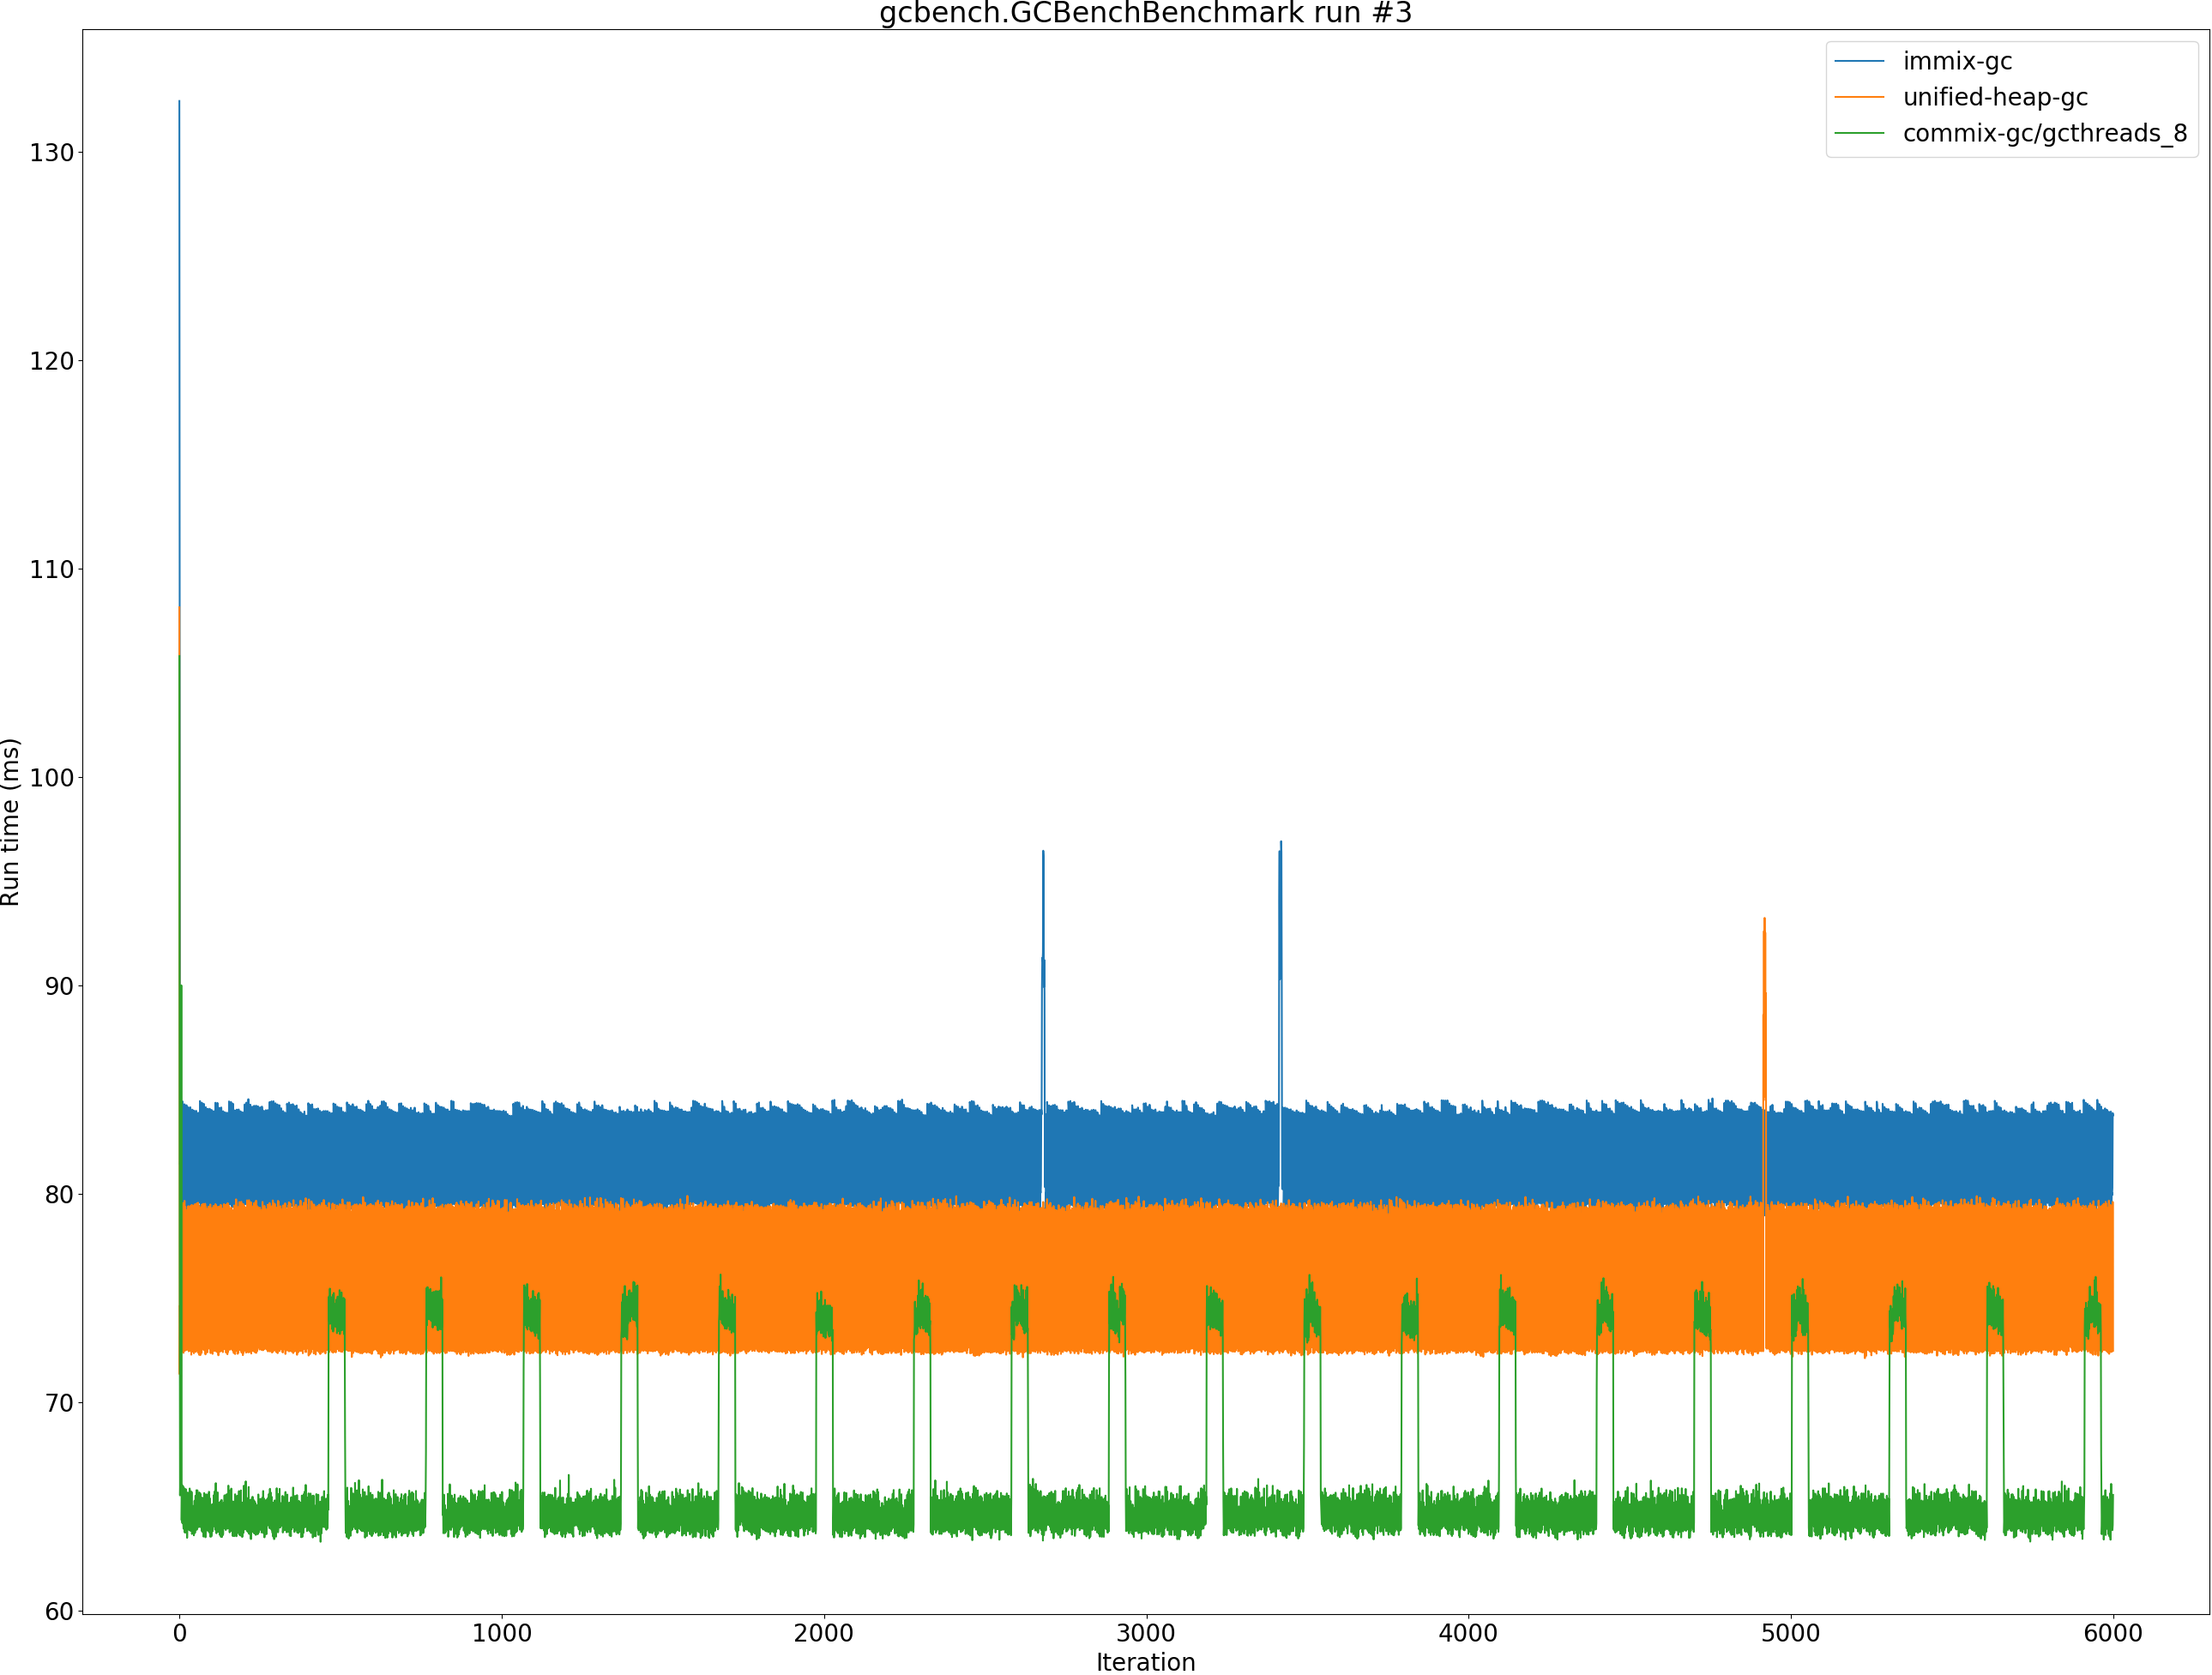 gcbench.GCBenchBenchmark run #3
immix-gc
unified-heap-gc
commix-gc/gcthreads_8
Run time (ms)
130
120
110
100
90
80
70
60
0 1000 2000 3000 4000 5000 6000
Iteration